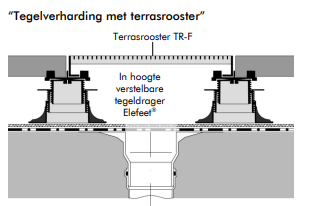 “Tegelverharding met terrasrooster”
Terrasrooster TR-F
In hoogte
verstelbare
tegeldrager
Elefeet®